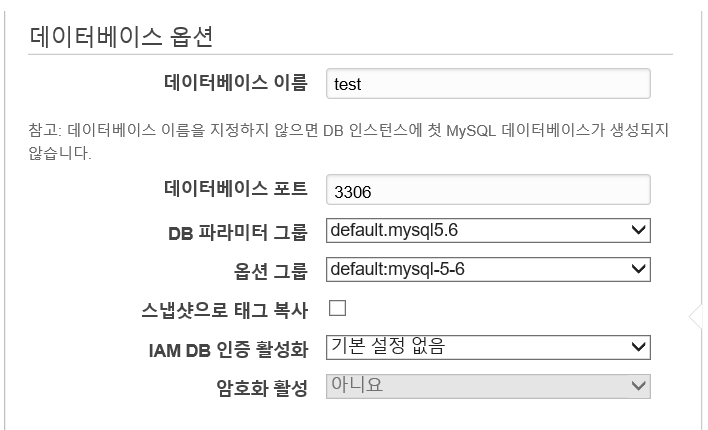 데이터베이스 옵션
데이터베이스 이름 test
참고: 데이터베이스 이름을 지정하지 않으면 DB 인스턴스에 첫 MySQL 데이터베이스가 생성되지
않습니다.
데이터베이스 포트 3306
DB 파라미터 그룹 default.mysql5.6
옵션 그룹 default:mysql-5-6
스냅샷으로 태그 복사
IAM DB 인증 활성화 기본 설정 없음
암호화 활성 아니요